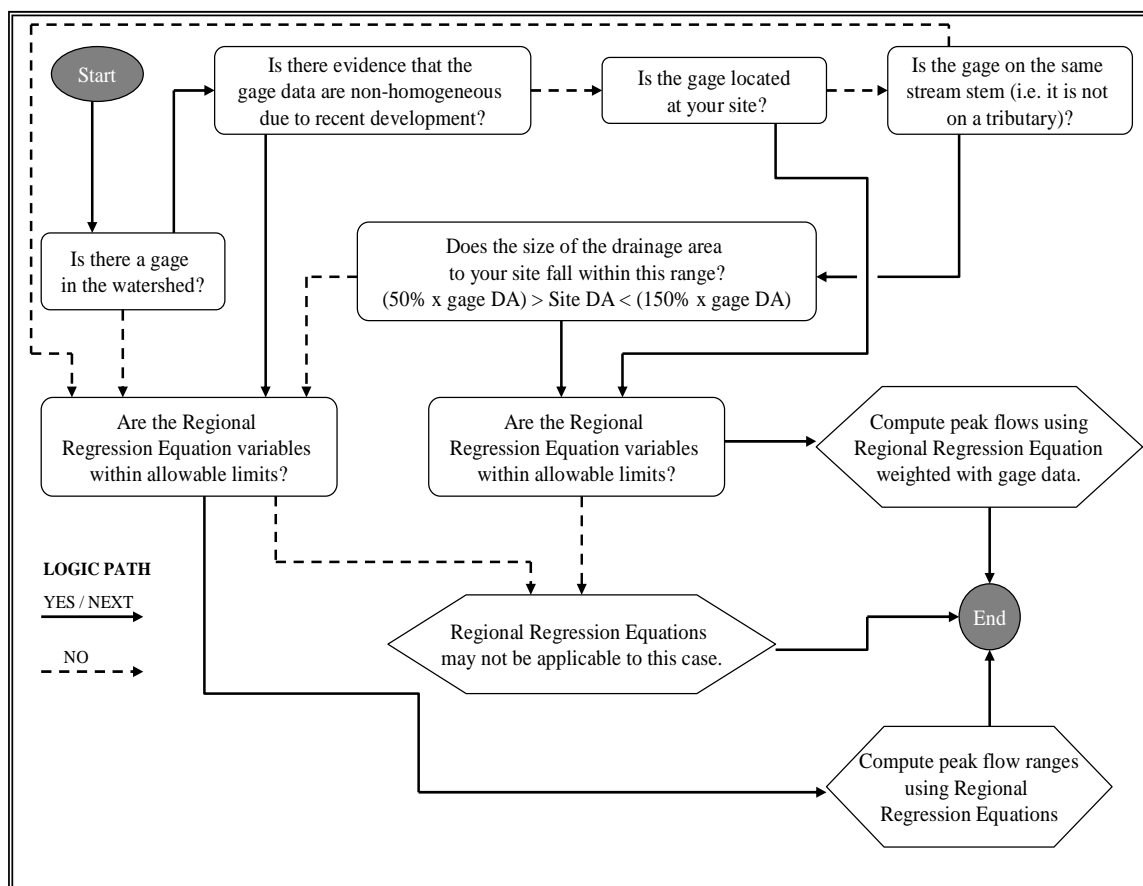 Start
Is there evidence that the
gage data are non-homogeneous
due to recent development?
Is the gage located
at your site?
Is the gage on the same
stream stem (i.e. it is not
on a tributary)?
Is there a gage
in the watershed?
Does the size of the drainage area
to your site fall within this range?
(50% x gage DA) > Site DA < (150% x gage DA)
Are the Regional
Regression Equation variables
within allowable limits?
Are the Regional
Regression Equation variables
within allowable limits?
Compute peak flows using
Regional Regression Equation
weighted with gage data.
LOGIC PATH
YES / NEXT
NO
Regional Regression Equations
may not be applicable to this case.
End
Compute peak flow ranges
using Regional
Regression Equations